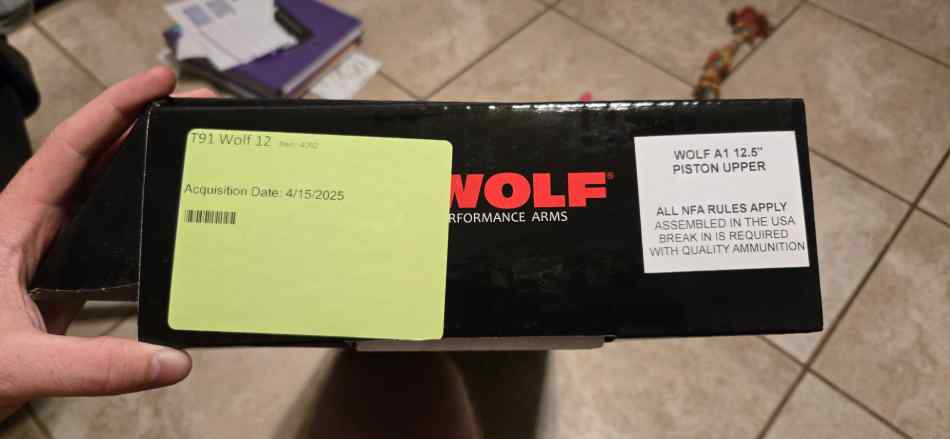 T91 Wolf 12
Acquisition Date: 4/15/2025
WOLF®
RFORMANCE ARMS
WOLF A1 12.5"
PISTON UPPER
ALL NFA RULES APPLY
ASSEMBLED IN THE USA
BREAK IN IS REQUIRED
WITH QUALITY AMMUNITION